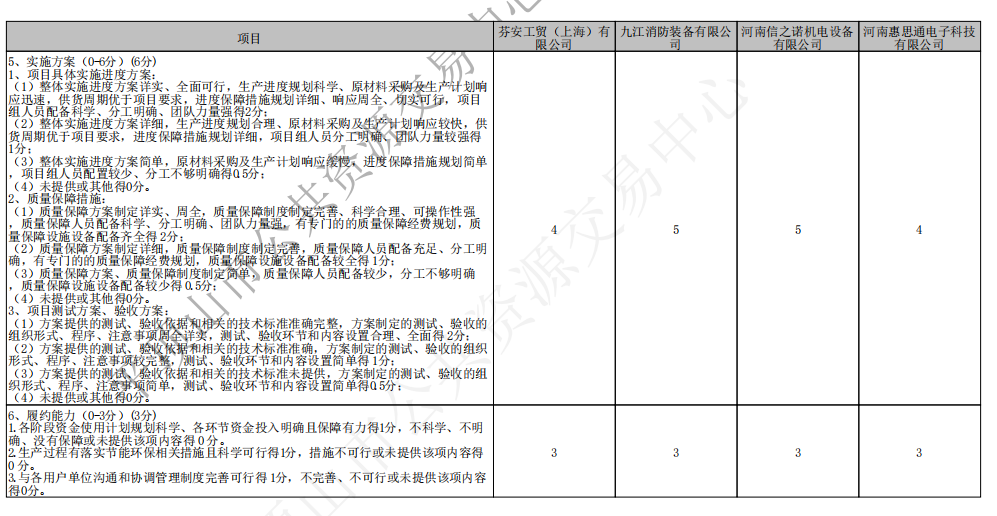 项目
芬安工贸（上海）有
限公司
九江消防装备有限公
司
河南信之诺机电设备
有限公司
河南惠思通电子科技
有限公司
5、实施方案（0-6分）(6分)
1、项目具体实施进度方案：
（1）整体实施进度方案详实、全面可行，生产进度规划科学、原材料采购及生产计划响
应迅速，供货周期优于项目要求，进度保障措施规划详细、响应周全、切实可行，项目
组人员配备科学、分工明确、团队力量强得2分；
（2）整体实施进度方案详细，生产进度规划合理、原材料采购及生产计划响应较快，供
货周期优于项目要求，进度保障措施规划详细，项目组人员分工明确、团队力量较强得
1分；
（3）整体实施进度方案简单，原材料采购及生产计划响应缓慢，进度保障措施规划简单
，项目组人员配置较少、分工不够明确得0.5分；
（4）未提供或其他得0分。
2、质量保障措施：
（1）质量保障方案制定详实、周全，质量保障制度制定完善、科学合理、可操作性强
，质量保障人员配备科学、分工明确、团队力量强，有专门的的质量保障经费规划，质
量保障设施设备配备齐全得 2分；
（2）质量保障方案制定详细，质量保障制度制定完善，质量保障人员配备充足、分工明
确，有专门的的质量保障经费规划，质量保障设施设备配备较全得 1分；
（3）质量保障方案、质量保障制度制定简单，质量保障人员配备较少，分工不够明确
，质量保障设施设备配备较少得 0.5分；
（4）未提供或其他得0分。
3、项目测试方案、验收方案：
（1）方案提供的测试、验收依据和相关的技术标准准确完整，方案制定的测试、验收的
组织形式、程序、注意事项周全详实，测试、验收环节和内容设置合理、全面得 2分；
（2）方案提供的测试、验收依据和相关的技术标准准确，方案制定的测试、验收的组织
形式、程序、注意事项较完整，测试、验收环节和内容设置简单得 1分；
（3）方案提供的测试、验收依据和相关的技术标准未提供，方案制定的测试、验收的组
织形式、程序、注意事项简单，测试、验收环节和内容设置简单得0.5分；
（4）未提供或其他得0分。
4
5
5
4
6、履约能力（0-3分）(3分)
1.各阶段资金使用计划规划科学、各环节资金投入明确且保障有力得1分，不科学、不明
确、没有保障或未提供该项内容得 0 分。
2.生产过程有落实节能环保相关措施且科学可行得1分，措施不可行或未提供该项内容得
0 分。
3.与各用户单位沟通和协调管理制度完善可行得 1分，不完善、不可行或未提供该项内容
得0分。
3
3
3
3